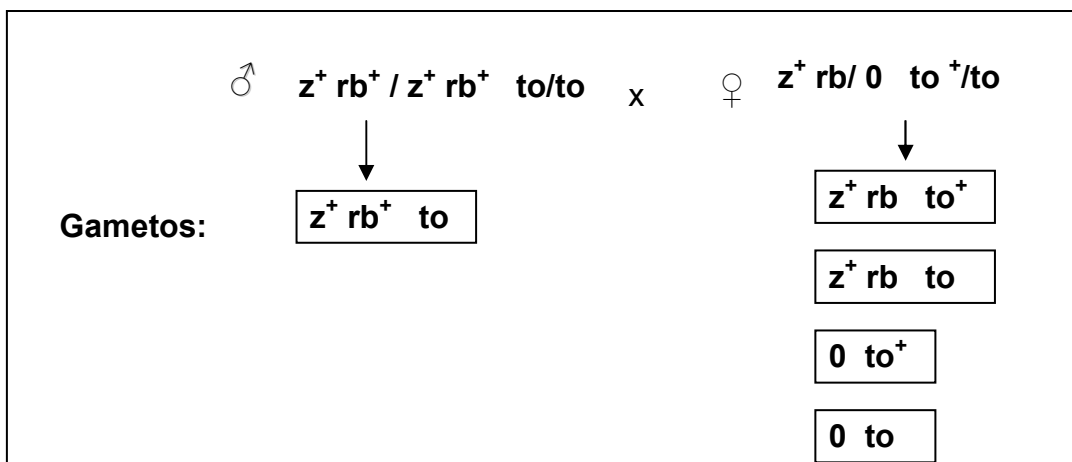 ♂ z⁺ rb⁺ / z⁺ rb⁺ to/to x ♀ z⁺ rb/ 0 to ⁺/to
Gametos:
z⁺ rb⁺ to
z⁺ rb to⁺
z⁺ rb to
0 to⁺
0 to